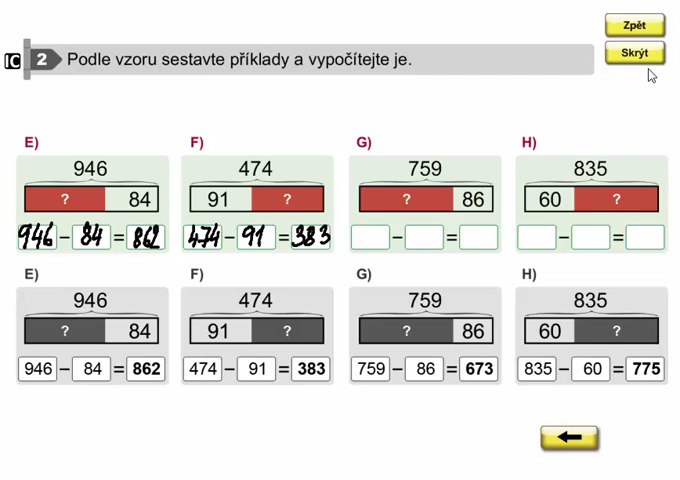 Zpět
Skrýt
IC 2 Podle vzoru sestavte příklady a vypočítejte je.
E) F) G) H)
946 474 759 835
? 84 91 ? ? 86 60 ?
946 – 84 = 862 474 – 91 = 383 – = – =
E) F) G) H)
946 474 759 835
? 84 91 ? ? 86 60 ?
946 – 84 = 862 474 – 91 = 383 759 – 86 = 673 835 – 60 = 775